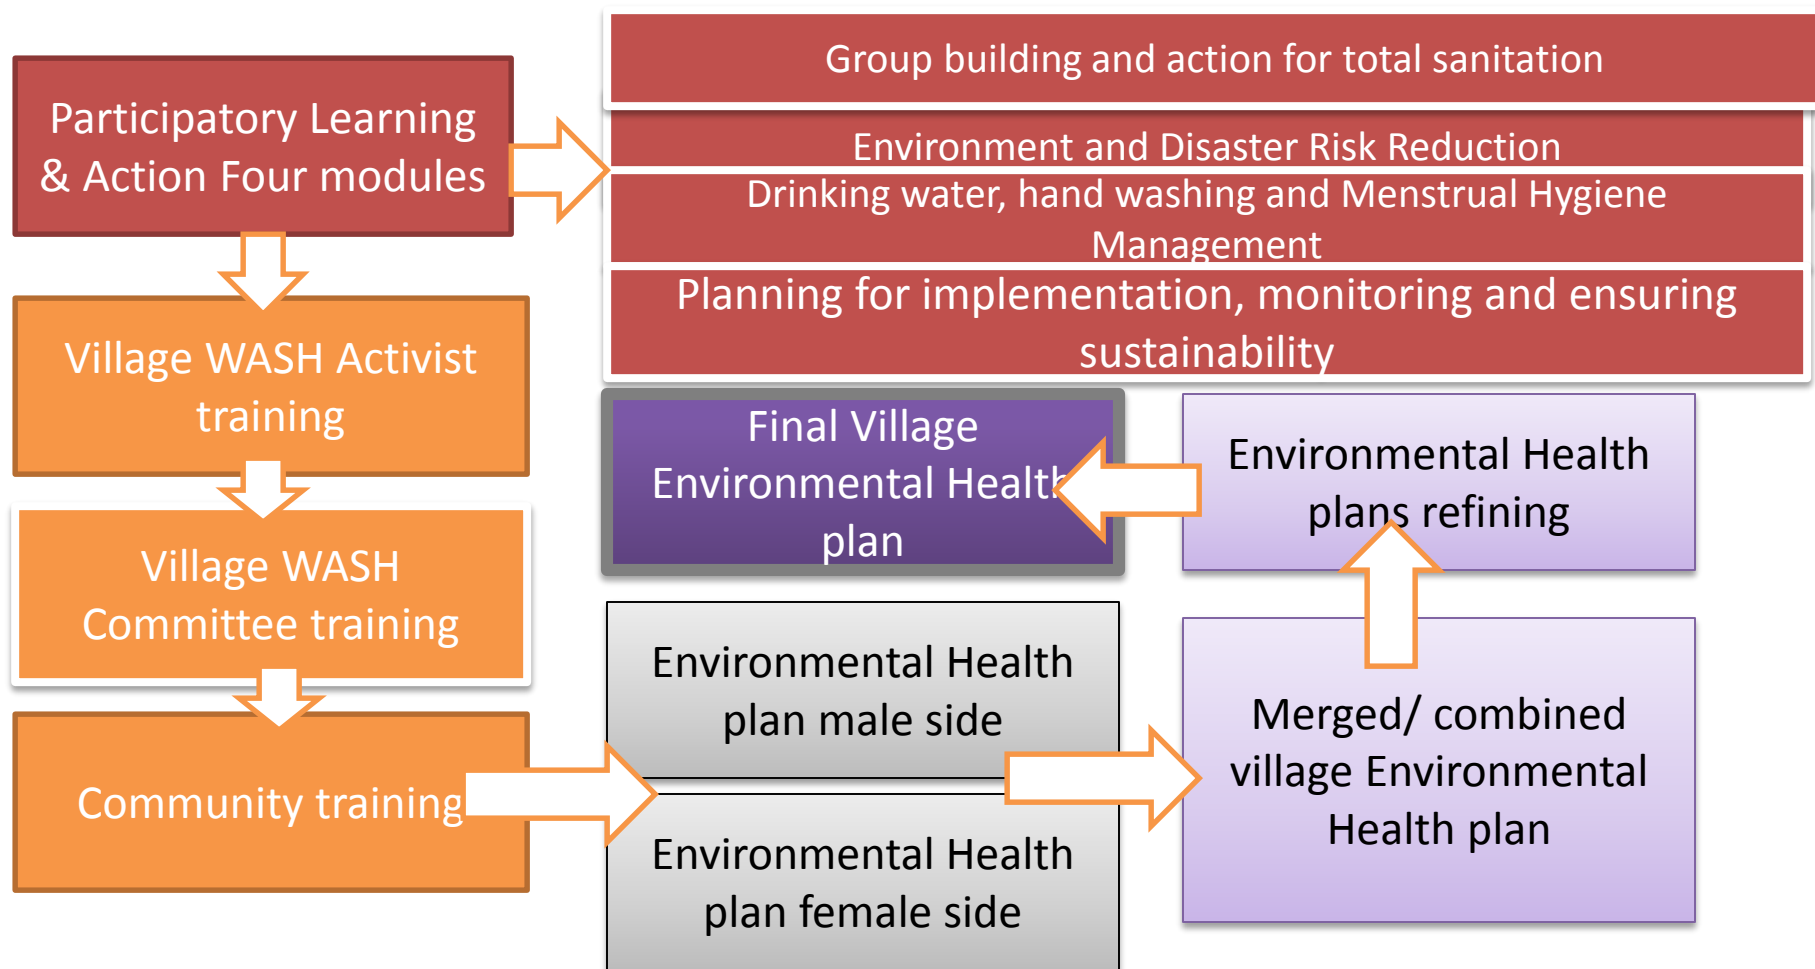 Participatory Learning
& Action Four modules
Group building and action for total sanitation
Environment and Disaster Risk Reduction
Drinking water, hand washing and Menstrual Hygiene
Management
Planning for implementation, monitoring and ensuring
sustainability
Village WASH Activist
training
Village WASH
Committee training
Community training
Environmental Health
plan male side
Environmental Health
plan female side
Merged/ combined
village Environmental
Health plan
Environmental Health
plans refining
Final Village
Environmental Health
plan